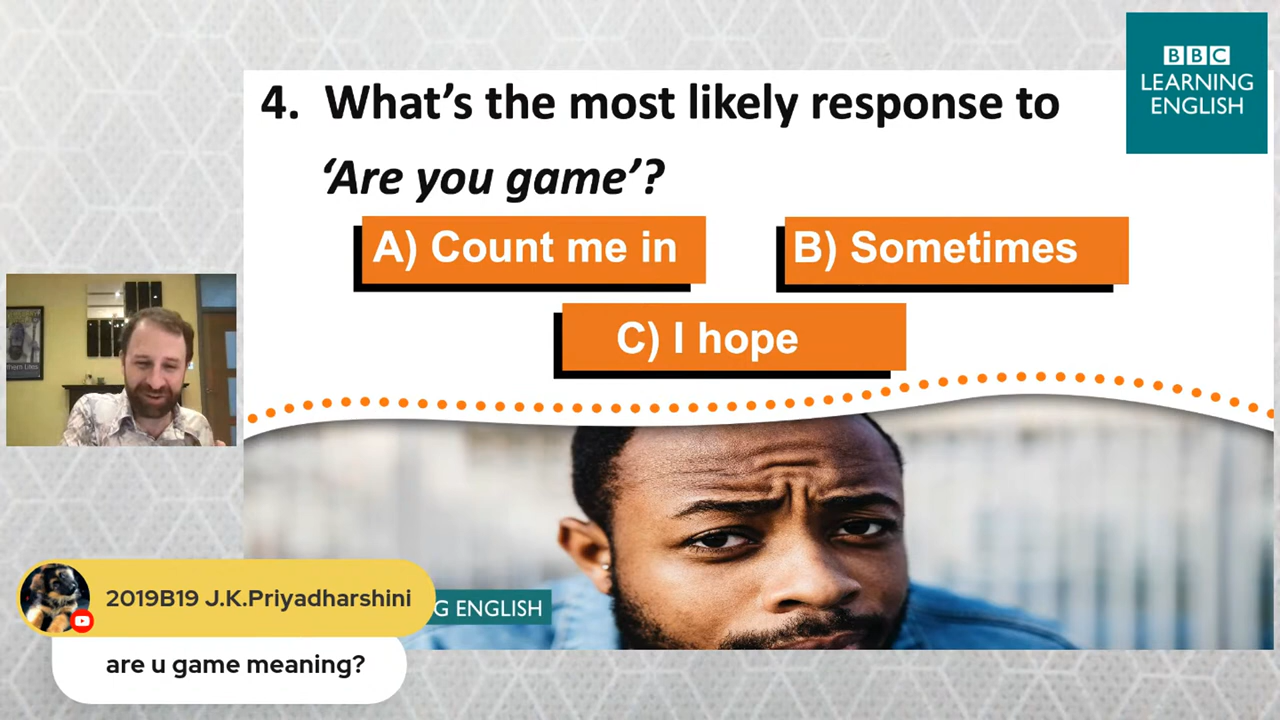 BBC
LEARNING
ENGLISH
4. What's the most likely response to
'Are you game'?
A) Count me in
B) Sometimes
C) I hope
G ENGLISH
2019B19 J.K.Priyadharshini
are u game meaning?